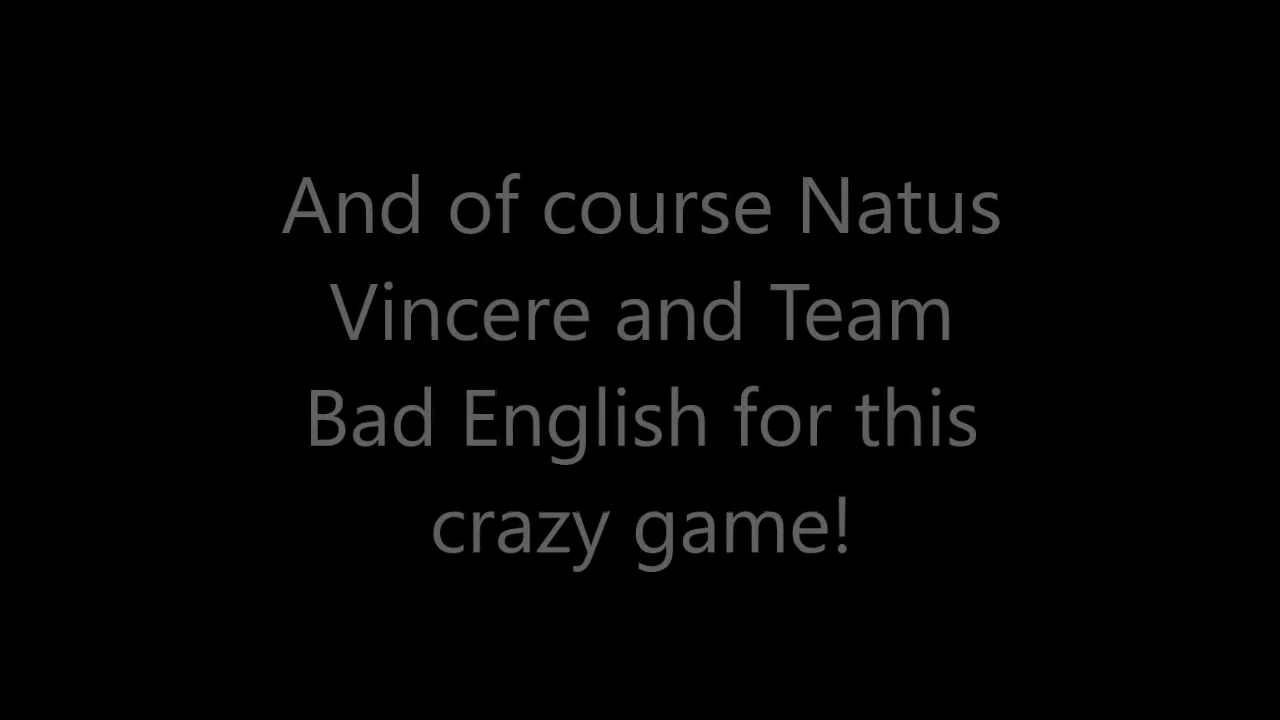 And of course Natus
Vincere and Team
Bad English for this
crazy game!